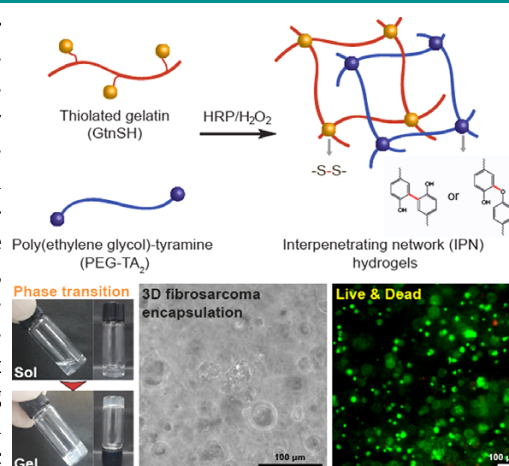 Thiolated gelatin
(GtnSH)
HRP/H₂O₂
-S-S-
OH
OH
or
OH
O
Poly(ethylene glycol)-tyramine
(PEG-TA₂)
Interpenetrating network (IPN)
hydrogels
Phase transition
Sol
Gel
3D fibrosarcoma
encapsulation
100 µm
Live & Dead